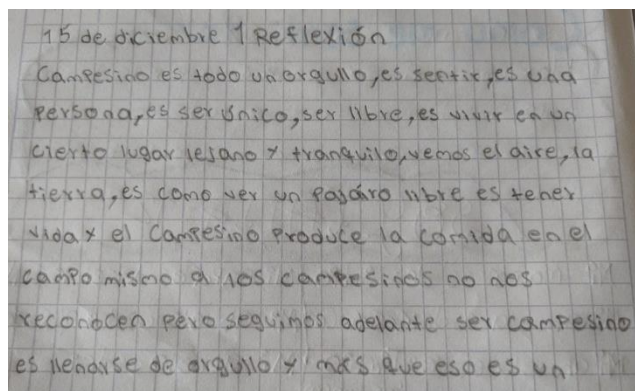 15 de diciembre 1 Reflexión
Campesino es todo un orgullo, es sentir, es una
persona, es ser único, ser libre, es vivir en un
cierto lugar lejano y tranquilo, vemos el aire, la
tierra, es como ver un pajáro libre es tener
vida y el Campesino produce la comida en el
campo mismo a los campesinos no nos
reconocen pero seguimos adelante ser campesino
es llenarse de orgullo y más que eso es un